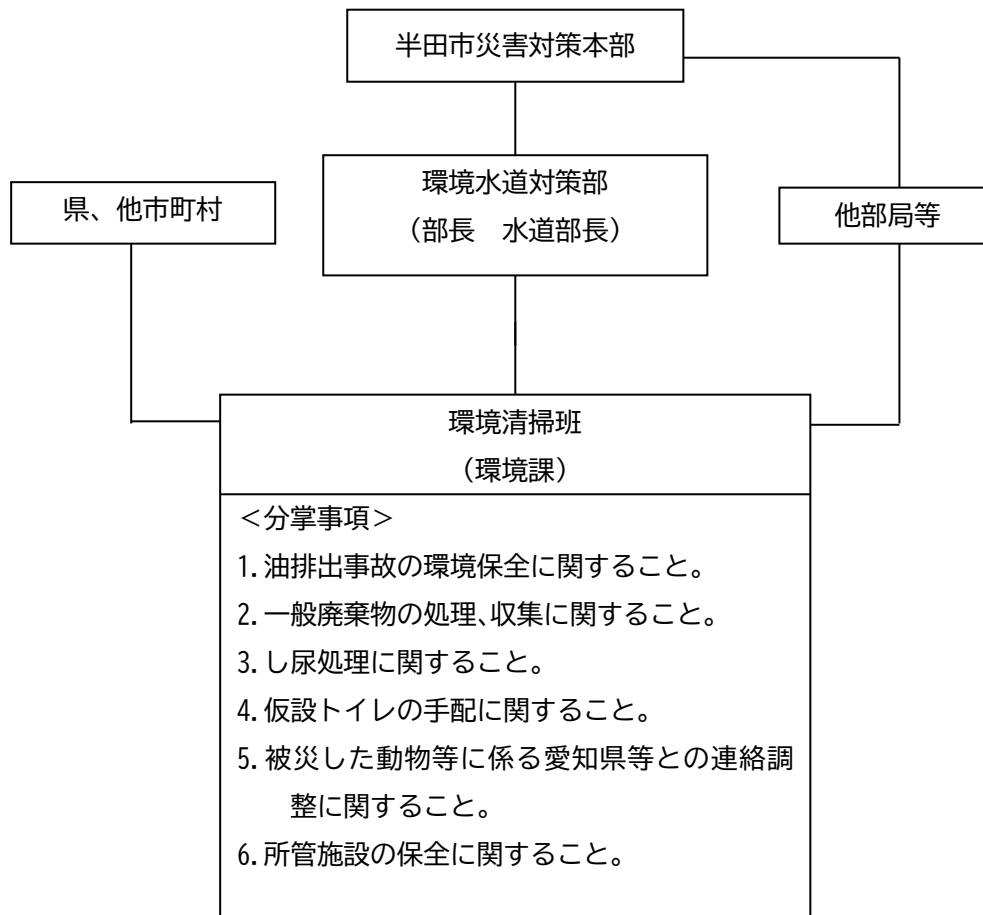 半田市災害対策本部
環境水道対策部
（部長　水道部長）
県、他市町村
他部局等
環境清掃班
（環境課）
＜分掌事項＞
1.油排出事故の環境保全に関すること。
2.一般廃棄物の処理、収集に関すること。
3.し尿処理に関すること。
4.仮設トイレの手配に関すること。
5.被災した動物等に係る愛知県等との連絡調
整に関すること。
6.所管施設の保全に関すること。